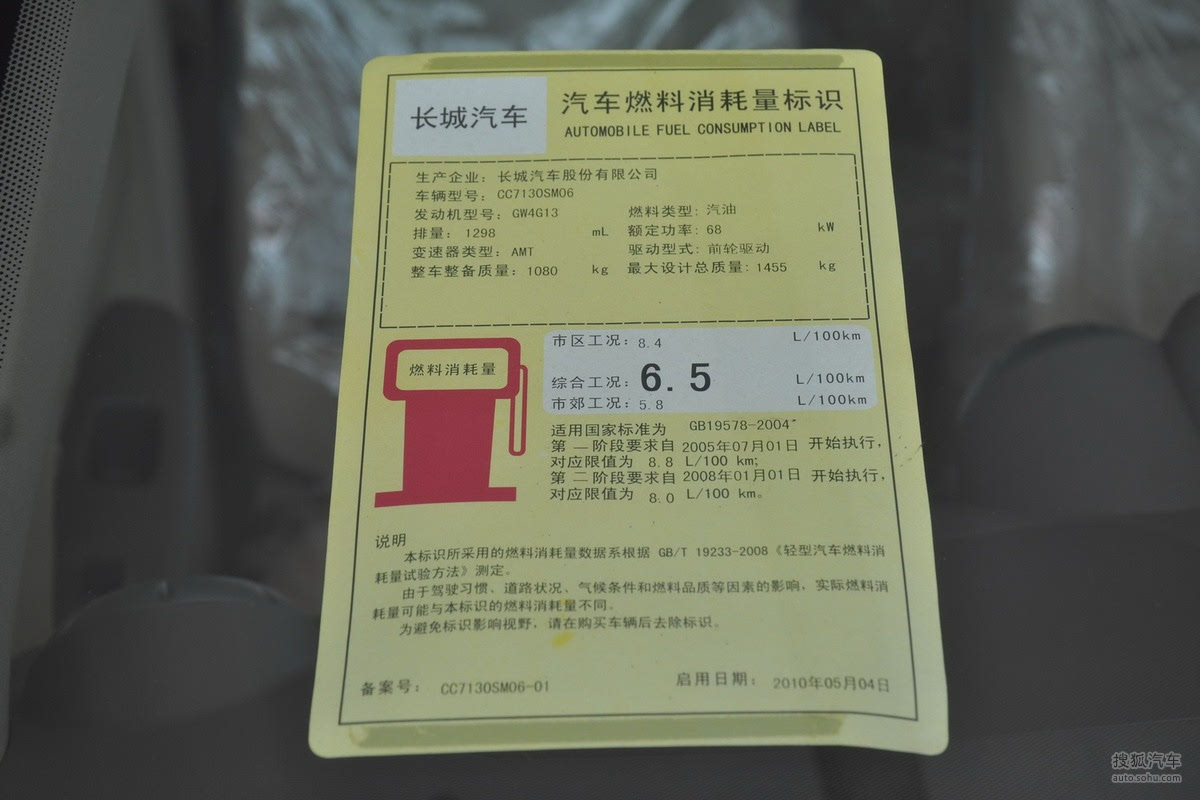 长城汽车
汽车燃料消耗量标识
AUTOMOBILE FUEL CONSUMPTION LABEL
生产企业：长城汽车股份有限公司
车辆型号：CC7130SM06
发动机型号：GW4G13 燃料类型：汽油
排量：1298 mL 额定功率：68 kW
变速器类型：AMT 驱动型式：前轮驱动
整车整备质量：1080 kg 最大设计总质量：1455 kg
燃料消耗量
市区工况：8.4 L/100km
综合工况：6.5 L/100km
市郊工况：5.8 L/100km
适用国家标准为 GB19578-2004
第一阶段要求自 2005年07月01日 开始执行，
对应限值为 8.8 L/100 km；
第二阶段要求自 2008年01月01日 开始执行，
对应限值为 8.0 L/100 km。
说明
本标识所采用的燃料消耗量数据系根据 GB/T 19233-2008《轻型汽车燃料消
耗量试验方法》测定。
由于驾驶习惯、道路状况、气候条件和燃料品质等因素的影响，实际燃料消
耗量可能与本标识的燃料消耗量不同。
为避免标识影响视野，请在购买车辆后去除标识。
备案号： CC7130SM06-01 启用日期： 2010年05月04日
搜狐汽车
auto.sohu.com